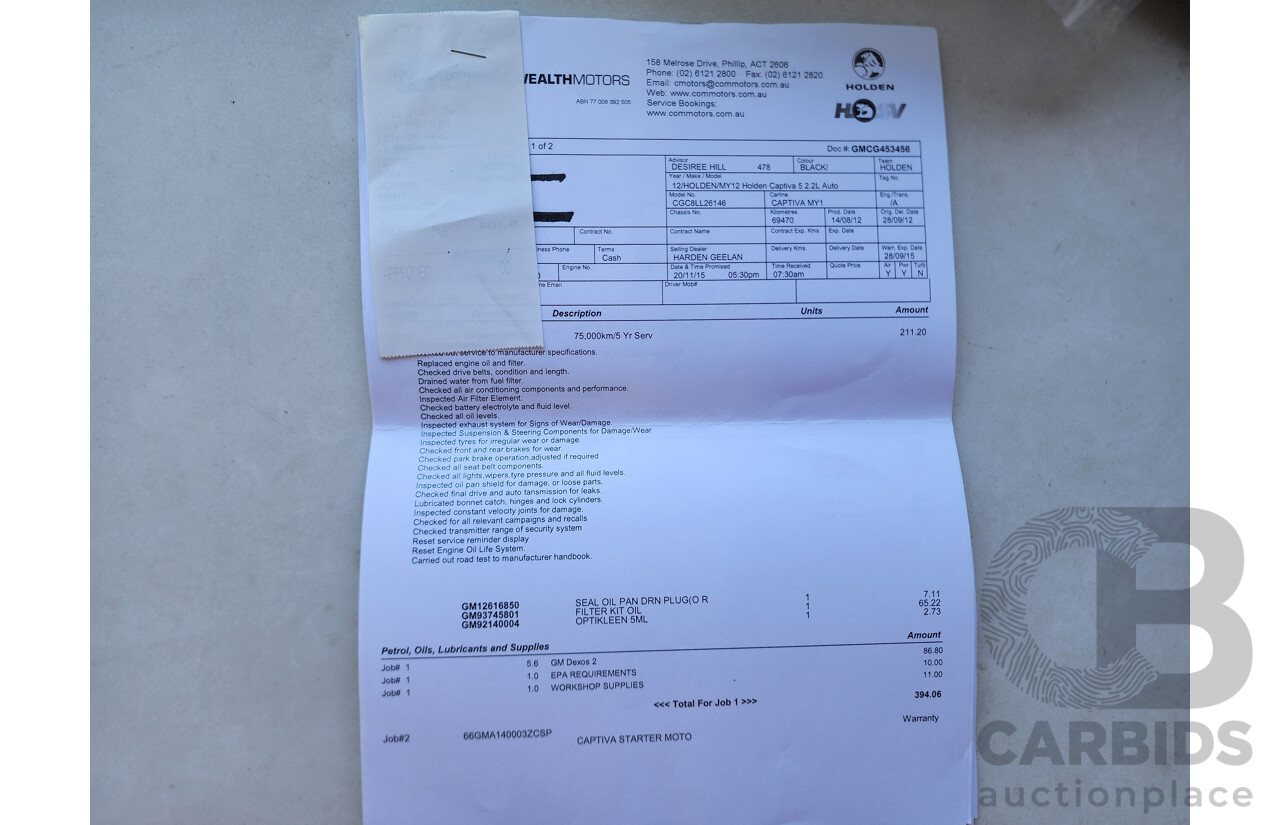 WEALTHMOTORS
ABN 77 008 392 505
158 Melrose Drive, Phillip, ACT 2606
Phone: (02) 6121 2800 Fax: (02) 6121 2820
Email: cmotors@commotors.com.au
Web: www.commotors.com.au
Service Bookings:
www.commotors.com.au
HOLDEN
HSV
1 of 2
Doc #: GMCG453456
Advisor Colour Team
DESIREE HILL 478 BLACK/ HOLDEN
Year / Make / Model Tag No.
12/HOLDEN/MY12 Holden Captiva 5 2.2L Auto
Model No. Carline Eng./Trans.
CGC8LL26146 CAPTIVA MY1 /A
Chassis No. Kilometres Prod. Date Orig. Del. Date
69470 14/08/12 28/09/12
Contract No. Contract Name Contract Exp. Kms Exp. Date
iness Phone Terms Selling Dealer Delivery Kms. Delivery Date Warr. Exp. Date
Cash HARDEN GEELAN 28/09/15
Engine No. Date & Time Promised Time Received Quote Price Air Pwr Turb
20/11/15 05:30pm 07:30am Y Y N
ne Email Driver Mob#
Description Units Amount
75,000km/5 Yr Serv 211.20
out service to manufacturer specifications.
Replaced engine oil and filter.
Checked drive belts, condition and length.
Drained water from fuel filter.
Checked all air conditioning components and performance.
Inspected Air Filter Element.
Checked battery electrolyte and fluid level.
Checked all oil levels.
Inspected exhaust system for Signs of Wear/Damage.
Inspected Suspension & Steering Components for Damage/Wear
Inspected tyres for irregular wear or damage.
Checked front and rear brakes for wear.
Checked park brake operation,adjusted if required
Checked all seat belt components.
Checked all lights,wipers,tyre pressure and all fluid levels.
Inspected oil pan shield for damage, or loose parts.
Checked final drive and auto tansmission for leaks.
Lubricated bonnet catch, hinges and lock cylinders.
Inspected constant velocity joints for damage.
Checked for all relevant campaigns and recalls
Checked transmitter range of security system
Reset service reminder display
Reset Engine Oil Life System.
Carried out road test to manufacturer handbook.
GM12616850 SEAL OIL PAN DRN PLUG(O R 1 7.11
GM93745801 FILTER KIT OIL 1 65.22
GM92140004 OPTIKLEEN 5ML 1 2.73
Petrol, Oils, Lubricants and Supplies Amount
Job# 1 5.6 GM Dexos 2 86.80
Job# 1 1.0 EPA REQUIREMENTS 10.00
Job# 1 1.0 WORKSHOP SUPPLIES 11.00
<<< Total For Job 1 >>> 394.06
Warranty
Job#2 66GMA140003ZCSP CAPTIVA STARTER MOTO
CARBIDS
auctionplace